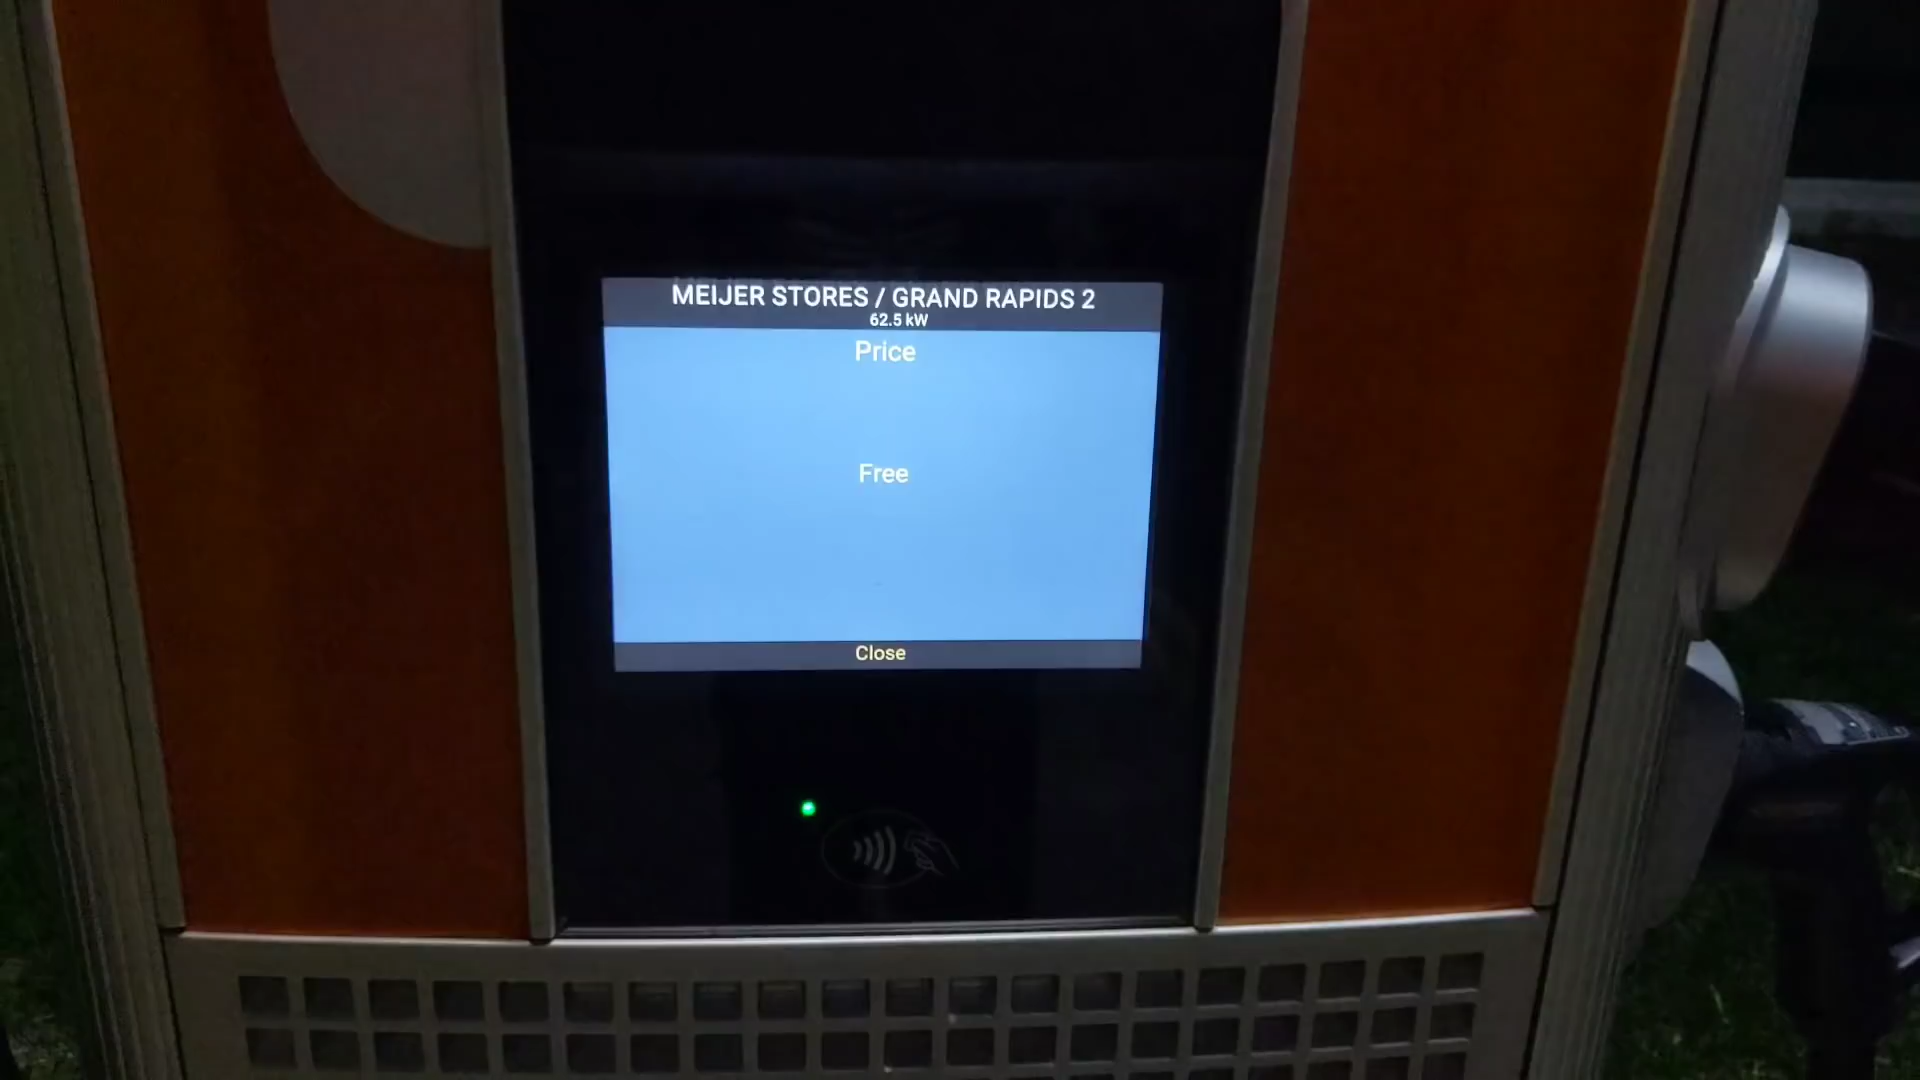 MEIJER STORES / GRAND RAPIDS 2
62.5 kW
Price
Free
Close